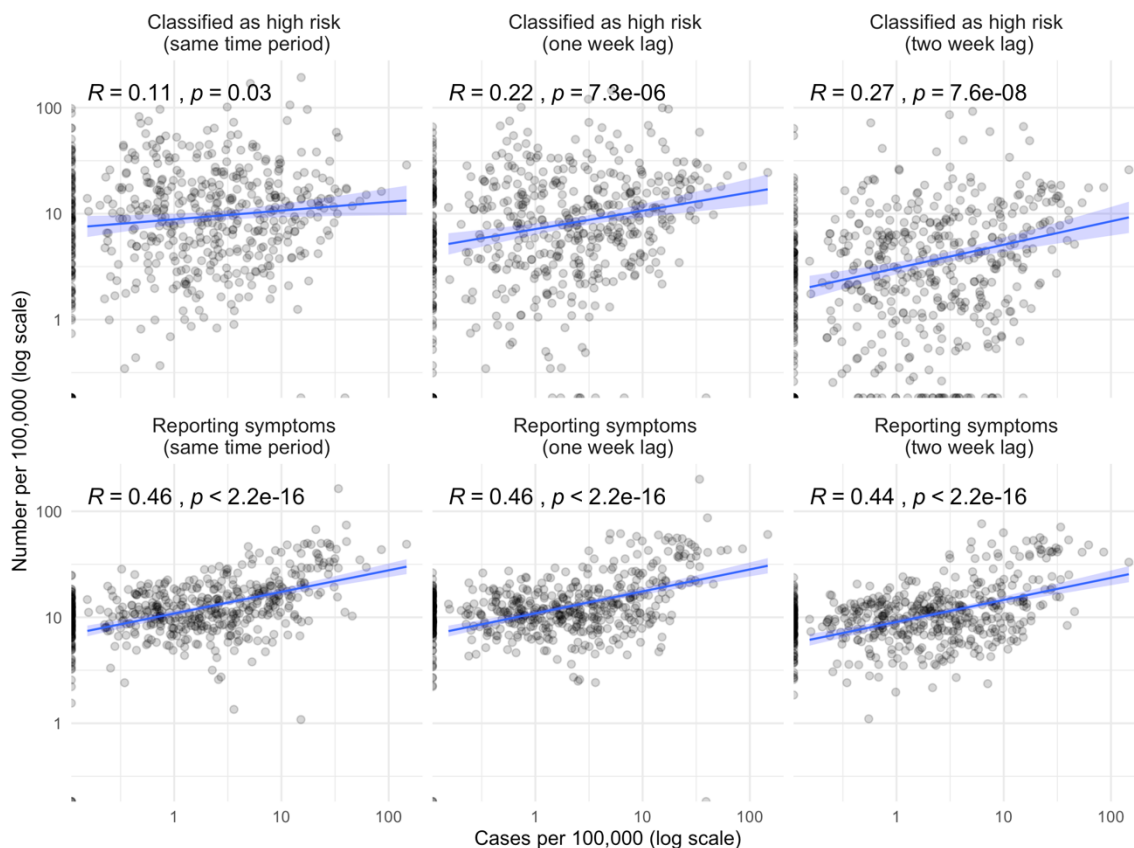 Classified as high risk
(same time period)
Classified as high risk
(one week lag)
Classified as high risk
(two week lag)
R = 0.11 , p = 0.03
R = 0.22 , p = 7.3e-06
R = 0.27 , p = 7.6e-08
100
10
1
Number per 100,000 (log scale)
Reporting symptoms
(same time period)
Reporting symptoms
(one week lag)
Reporting symptoms
(two week lag)
R = 0.46 , p < 2.2e-16
R = 0.46 , p < 2.2e-16
R = 0.44 , p < 2.2e-16
100
10
1
1 10 100
1 10 100
1 10 100
Cases per 100,000 (log scale)